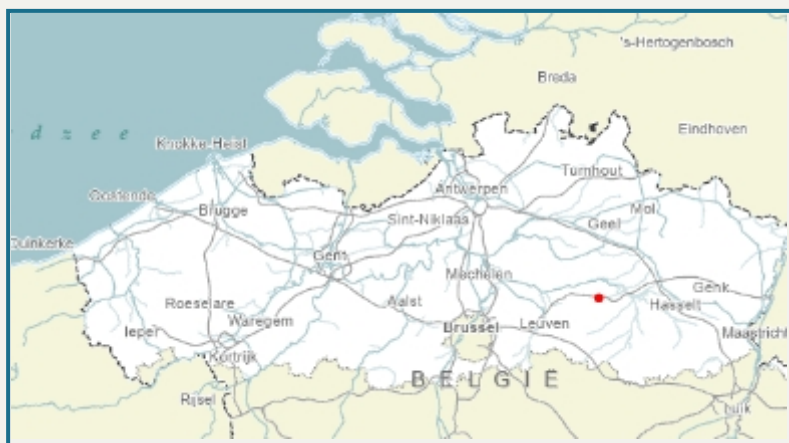 's-Hertogenbosch
Breda
Eindhoven
d z e e
Knokke-Heist
Turnhout
Oostende
Antwerpen
Mol
Brugge
Sint-Niklaas
Geel
Duinkerke
Gent
Mechelen
Genk
Roeselare
Aalst
Hasselt
Ieper
Waregem
Brussel
Leuven
Maastricht
Kortrijk
BELGIË
Rijsel
Luik